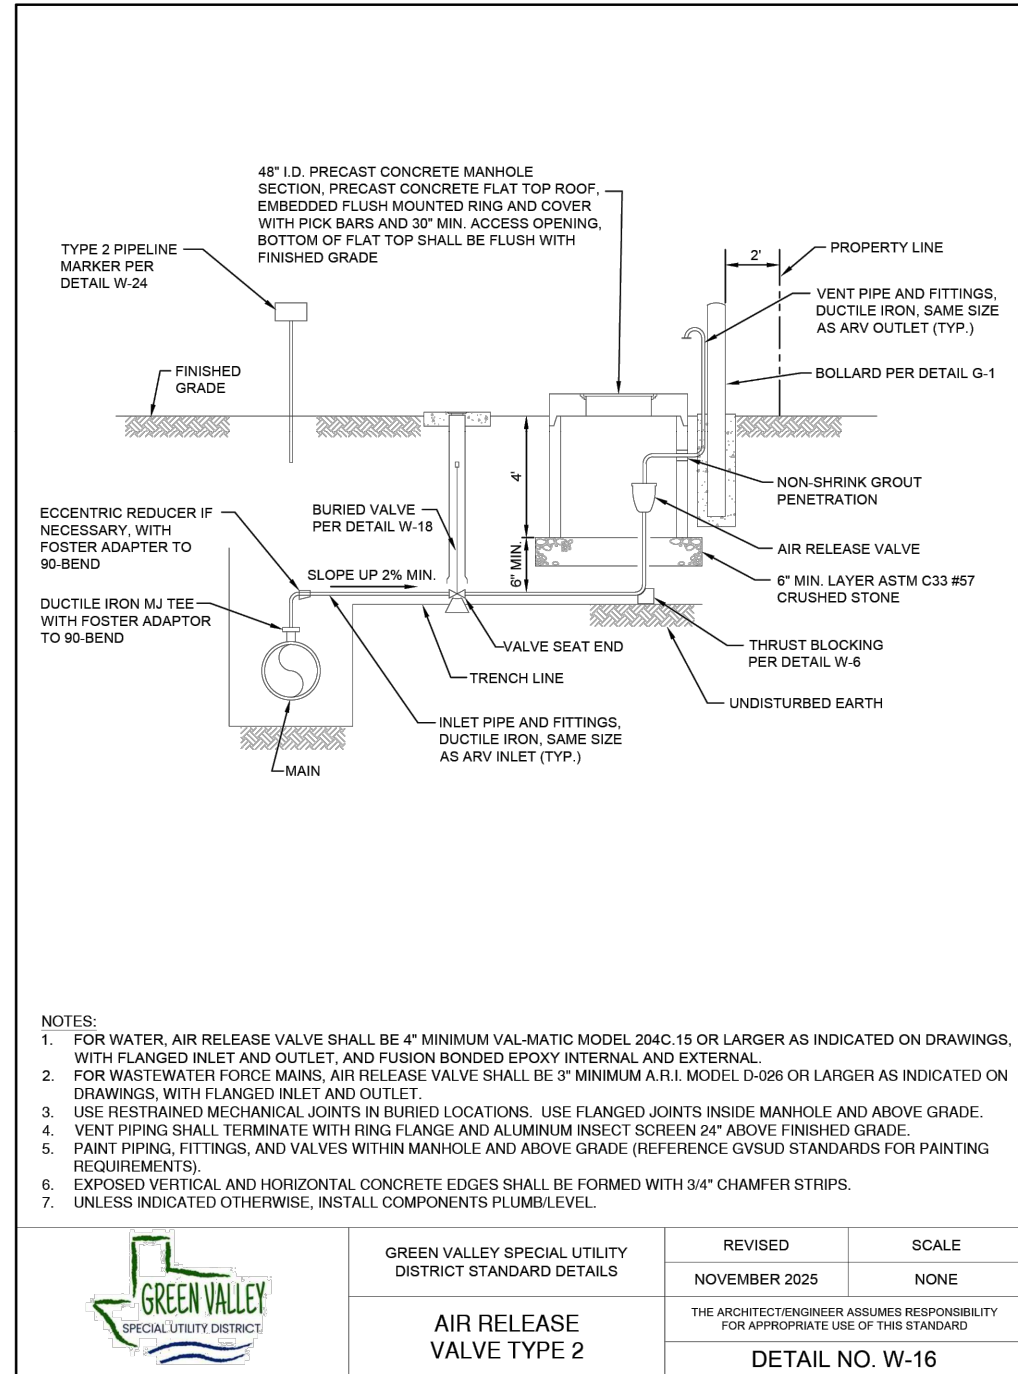 48" I.D. PRECAST CONCRETE MANHOLE
SECTION, PRECAST CONCRETE FLAT TOP ROOF,
EMBEDDED FLUSH MOUNTED RING AND COVER
WITH PICK BARS AND 30" MIN. ACCESS OPENING,
BOTTOM OF FLAT TOP SHALL BE FLUSH WITH
FINISHED GRADE
TYPE 2 PIPELINE
MARKER PER
DETAIL W-24
2'
PROPERTY LINE
VENT PIPE AND FITTINGS,
DUCTILE IRON, SAME SIZE
AS ARV OUTLET (TYP.)
FINISHED
GRADE
BOLLARD PER DETAIL G-1
4'
NON-SHRINK GROUT
PENETRATION
ECCENTRIC REDUCER IF
NECESSARY, WITH
FOSTER ADAPTER TO
90-BEND
BURIED VALVE
PER DETAIL W-18
AIR RELEASE VALVE
6" MIN.
SLOPE UP 2% MIN.
6" MIN. LAYER ASTM C33 #57
CRUSHED STONE
DUCTILE IRON MJ TEE
WITH FOSTER ADAPTOR
TO 90-BEND
VALVE SEAT END
THRUST BLOCKING
PER DETAIL W-6
TRENCH LINE
UNDISTURBED EARTH
INLET PIPE AND FITTINGS,
DUCTILE IRON, SAME SIZE
AS ARV INLET (TYP.)
MAIN
NOTES:
1. FOR WATER, AIR RELEASE VALVE SHALL BE 4" MINIMUM VAL-MATIC MODEL 204C.15 OR LARGER AS INDICATED ON DRAWINGS,
WITH FLANGED INLET AND OUTLET, AND FUSION BONDED EPOXY INTERNAL AND EXTERNAL.
2. FOR WASTEWATER FORCE MAINS, AIR RELEASE VALVE SHALL BE 3" MINIMUM A.R.I. MODEL D-026 OR LARGER AS INDICATED ON
DRAWINGS, WITH FLANGED INLET AND OUTLET.
3. USE RESTRAINED MECHANICAL JOINTS IN BURIED LOCATIONS. USE FLANGED JOINTS INSIDE MANHOLE AND ABOVE GRADE.
4. VENT PIPING SHALL TERMINATE WITH RING FLANGE AND ALUMINUM INSECT SCREEN 24" ABOVE FINISHED GRADE.
5. PAINT PIPING, FITTINGS, AND VALVES WITHIN MANHOLE AND ABOVE GRADE (REFERENCE GVSUD STANDARDS FOR PAINTING
REQUIREMENTS).
6. EXPOSED VERTICAL AND HORIZONTAL CONCRETE EDGES SHALL BE FORMED WITH 3/4" CHAMFER STRIPS.
7. UNLESS INDICATED OTHERWISE, INSTALL COMPONENTS PLUMB/LEVEL.
GREEN VALLEY
SPECIAL UTILITY DISTRICT
GREEN VALLEY SPECIAL UTILITY
DISTRICT STANDARD DETAILS
AIR RELEASE
VALVE TYPE 2
REVISED
SCALE
NOVEMBER 2025
NONE
THE ARCHITECT/ENGINEER ASSUMES RESPONSIBILITY
FOR APPROPRIATE USE OF THIS STANDARD
DETAIL NO. W-16